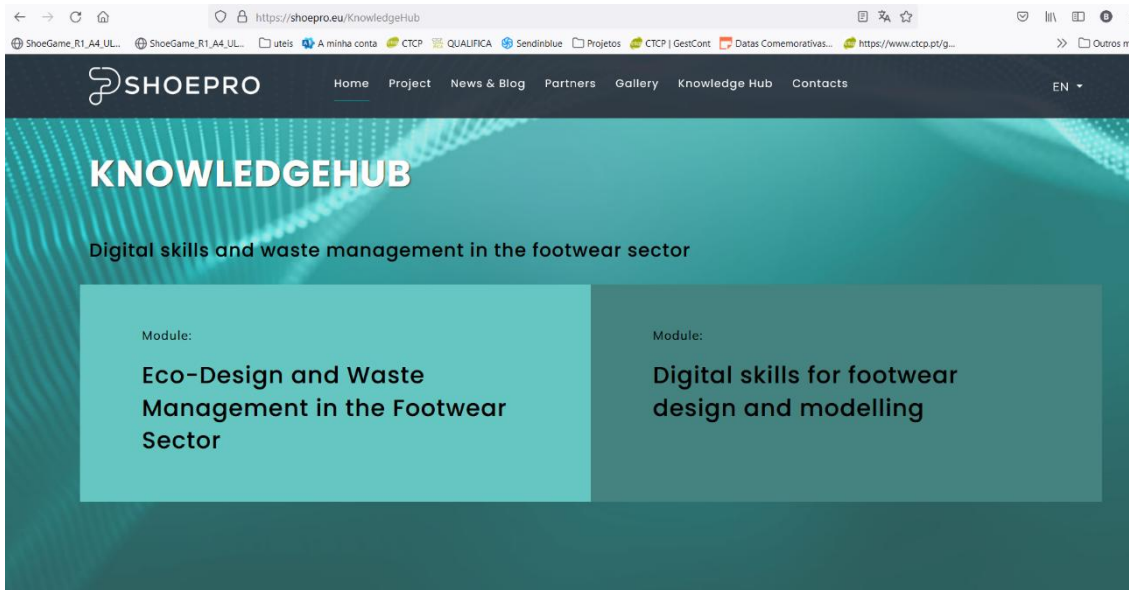 https://shoepro.eu/KnowledgeHub
ShoeGame_R1_A4_UL... ShoeGame_R1_A4_UL... uteis A minha conta CTCP QUALIFICA Sendinblue Projetos CTCP | GestCont Datas Comemorativas... https://www.ctcp.pt/g... Outros m
SHOEPRO Home Project News & Blog Partners Gallery Knowledge Hub Contacts EN
KNOWLEDGEHUB
Digital skills and waste management in the footwear sector
Module:
Eco-Design and Waste
Management in the Footwear
Sector
Module:
Digital skills for footwear
design and modelling